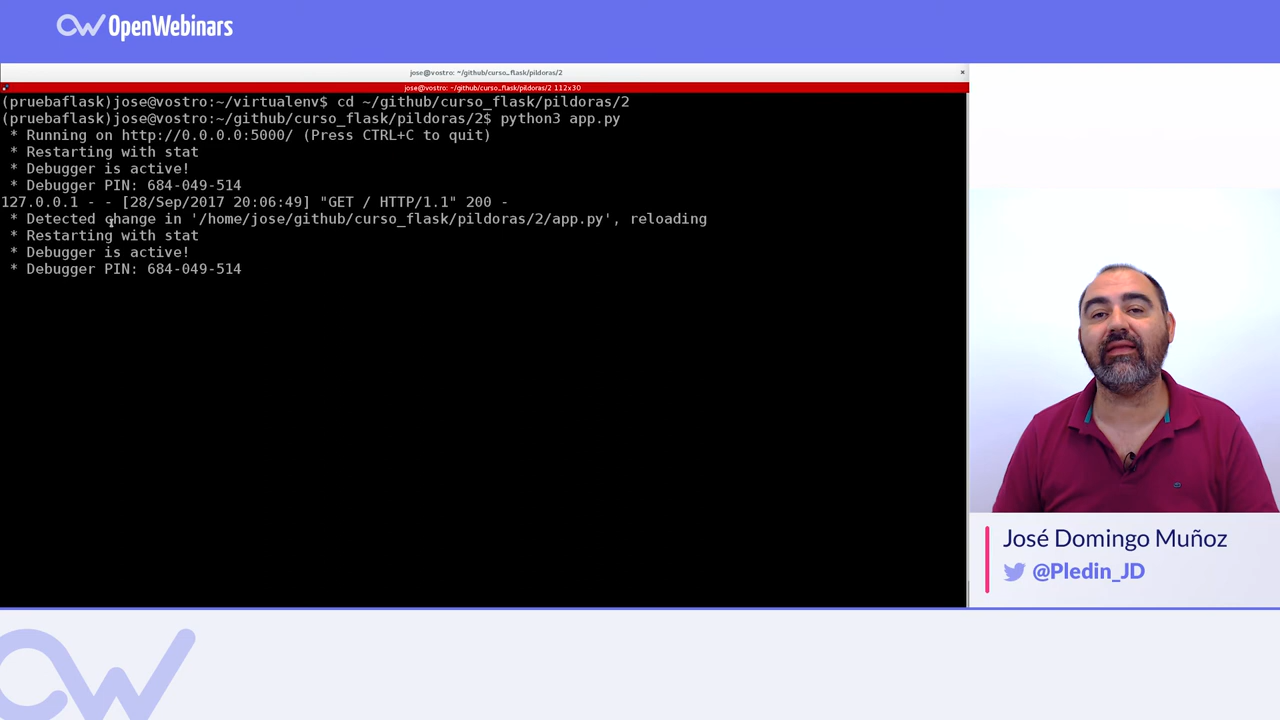 OpenWebinars
jose@vostro: ~/github/curso_flask/pildoras/2
jose@vostro: ~/github/curso_flask/pildoras/2 112x30
(pruebaflask)jose@vostro:~/virtualenv$ cd ~/github/curso_flask/pildoras/2
(pruebaflask)jose@vostro:~/github/curso_flask/pildoras/2$ python3 app.py
* Running on http://0.0.0.0:5000/ (Press CTRL+C to quit)
* Restarting with stat
* Debugger is active!
* Debugger PIN: 684-049-514
127.0.0.1 - - [28/Sep/2017 20:06:49] "GET / HTTP/1.1" 200 -
* Detected change in '/home/jose/github/curso_flask/pildoras/2/app.py', reloading
* Restarting with stat
* Debugger is active!
* Debugger PIN: 684-049-514
José Domingo Muñoz
@Pledin_JD